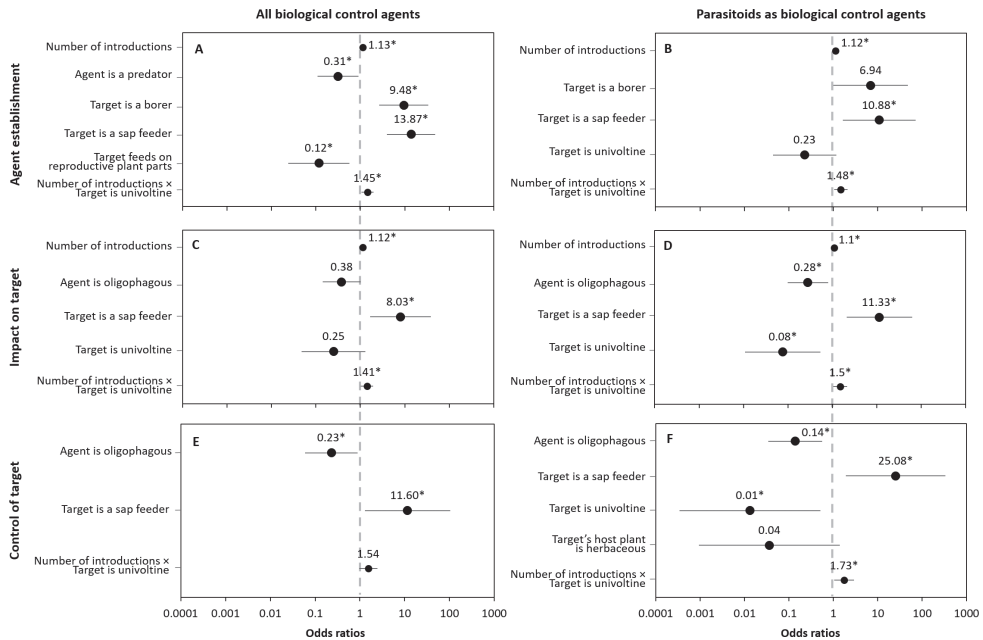 All biological control agents
Parasitoids as biological control agents
Agent establishment
A
Number of introductions
1.13*
Agent is a predator
0.31*
Target is a borer
9.48*
Target is a sap feeder
13.87*
Target feeds on
reproductive plant parts
0.12*
Number of introductions ×
Target is univoltine
1.45*
B
Number of introductions
1.12*
Target is a borer
6.94
Target is a sap feeder
10.88*
Target is univoltine
0.23
Number of introductions ×
Target is univoltine
1.48*
Impact on target
C
Number of introductions
1.12*
Agent is oligophagous
0.38
Target is a sap feeder
8.03*
Target is univoltine
0.25
Number of introductions ×
Target is univoltine
1.41*
D
Number of introductions
1.1*
Agent is oligophagous
0.28*
Target is a sap feeder
11.33*
Target is univoltine
0.08*
Number of introductions ×
Target is univoltine
1.5*
Control of target
E
Agent is oligophagous
0.23*
Target is a sap feeder
11.60*
Number of introductions ×
Target is univoltine
1.54
0.0001 0.001 0.01 0.1 1 10 100 1000
Odds ratios
F
Agent is oligophagous
0.14*
Target is a sap feeder
25.08*
Target is univoltine
0.01*
Target's host plant
is herbaceous
0.04
Number of introductions ×
Target is univoltine
1.73*
0.0001 0.001 0.01 0.1 1 10 100 1000
Odds ratios